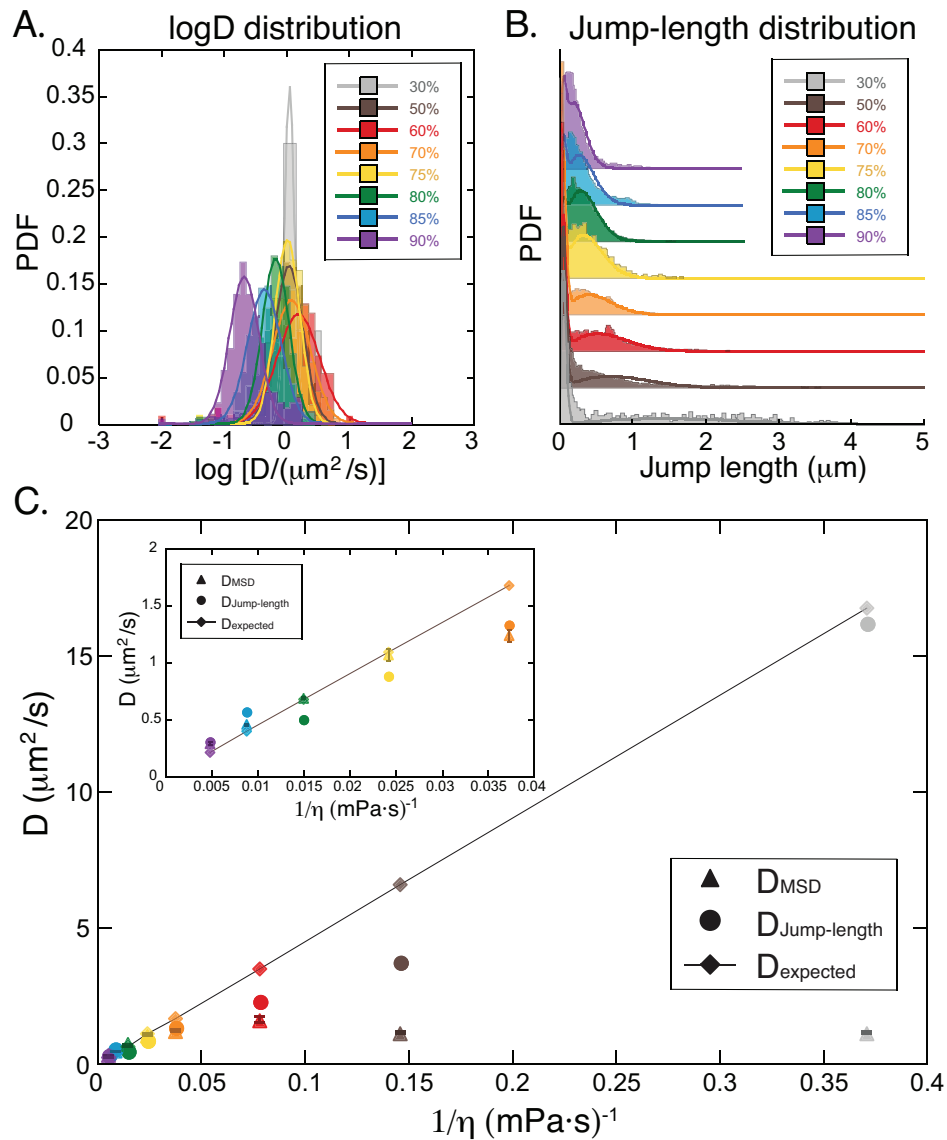 A.
logD distribution
0.4
0.35
0.3
0.25
0.2
0.15
0.1
0.05
0
PDF
30%
50%
60%
70%
75%
80%
85%
90%
-3 -2 -1 0 1 2 3
log [D/(μm²/s)]
B.
Jump-length distribution
PDF
30%
50%
60%
70%
75%
80%
85%
90%
0 1 2 3 4 5
Jump length (μm)
C.
20
15
10
5
0
D (μm²/s)
2
1.5
1
0.5
0
D (μm²/s)
D_MSD
D_Jump-length
D_expected
0 0.005 0.01 0.015 0.02 0.025 0.03 0.035 0.04
1/η (mPa·s)⁻¹
D_MSD
D_Jump-length
D_expected
0 0.05 0.1 0.15 0.2 0.25 0.3 0.35 0.4
1/η (mPa·s)⁻¹